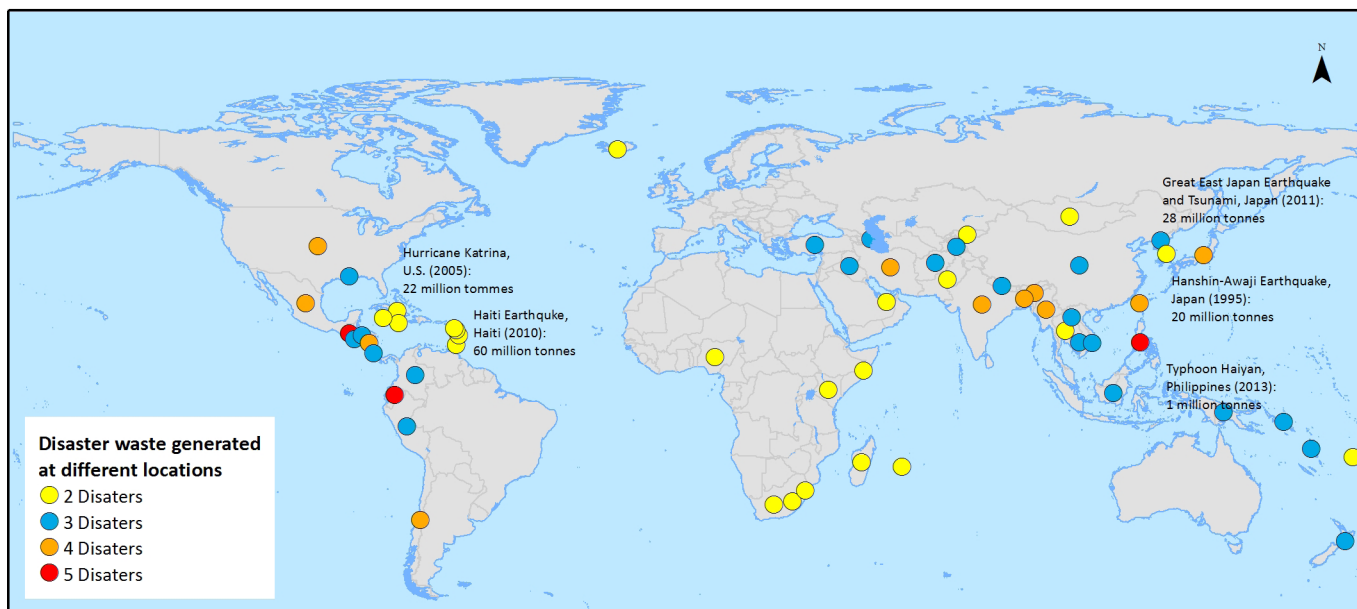 N
Great East Japan Earthquake
and Tsunami, Japan (2011):
28 million tonnes
Hurricane Katrina,
U.S. (2005):
22 million tommes
Hanshin-Awaji Earthquake,
Japan (1995):
20 million tonnes
Haiti Earthquke,
Haiti (2010):
60 million tonnes
Typhoon Haiyan,
Philippines (2013):
1 million tonnes
Disaster waste generated
at different locations
2 Disaters
3 Disaters
4 Disaters
5 Disaters